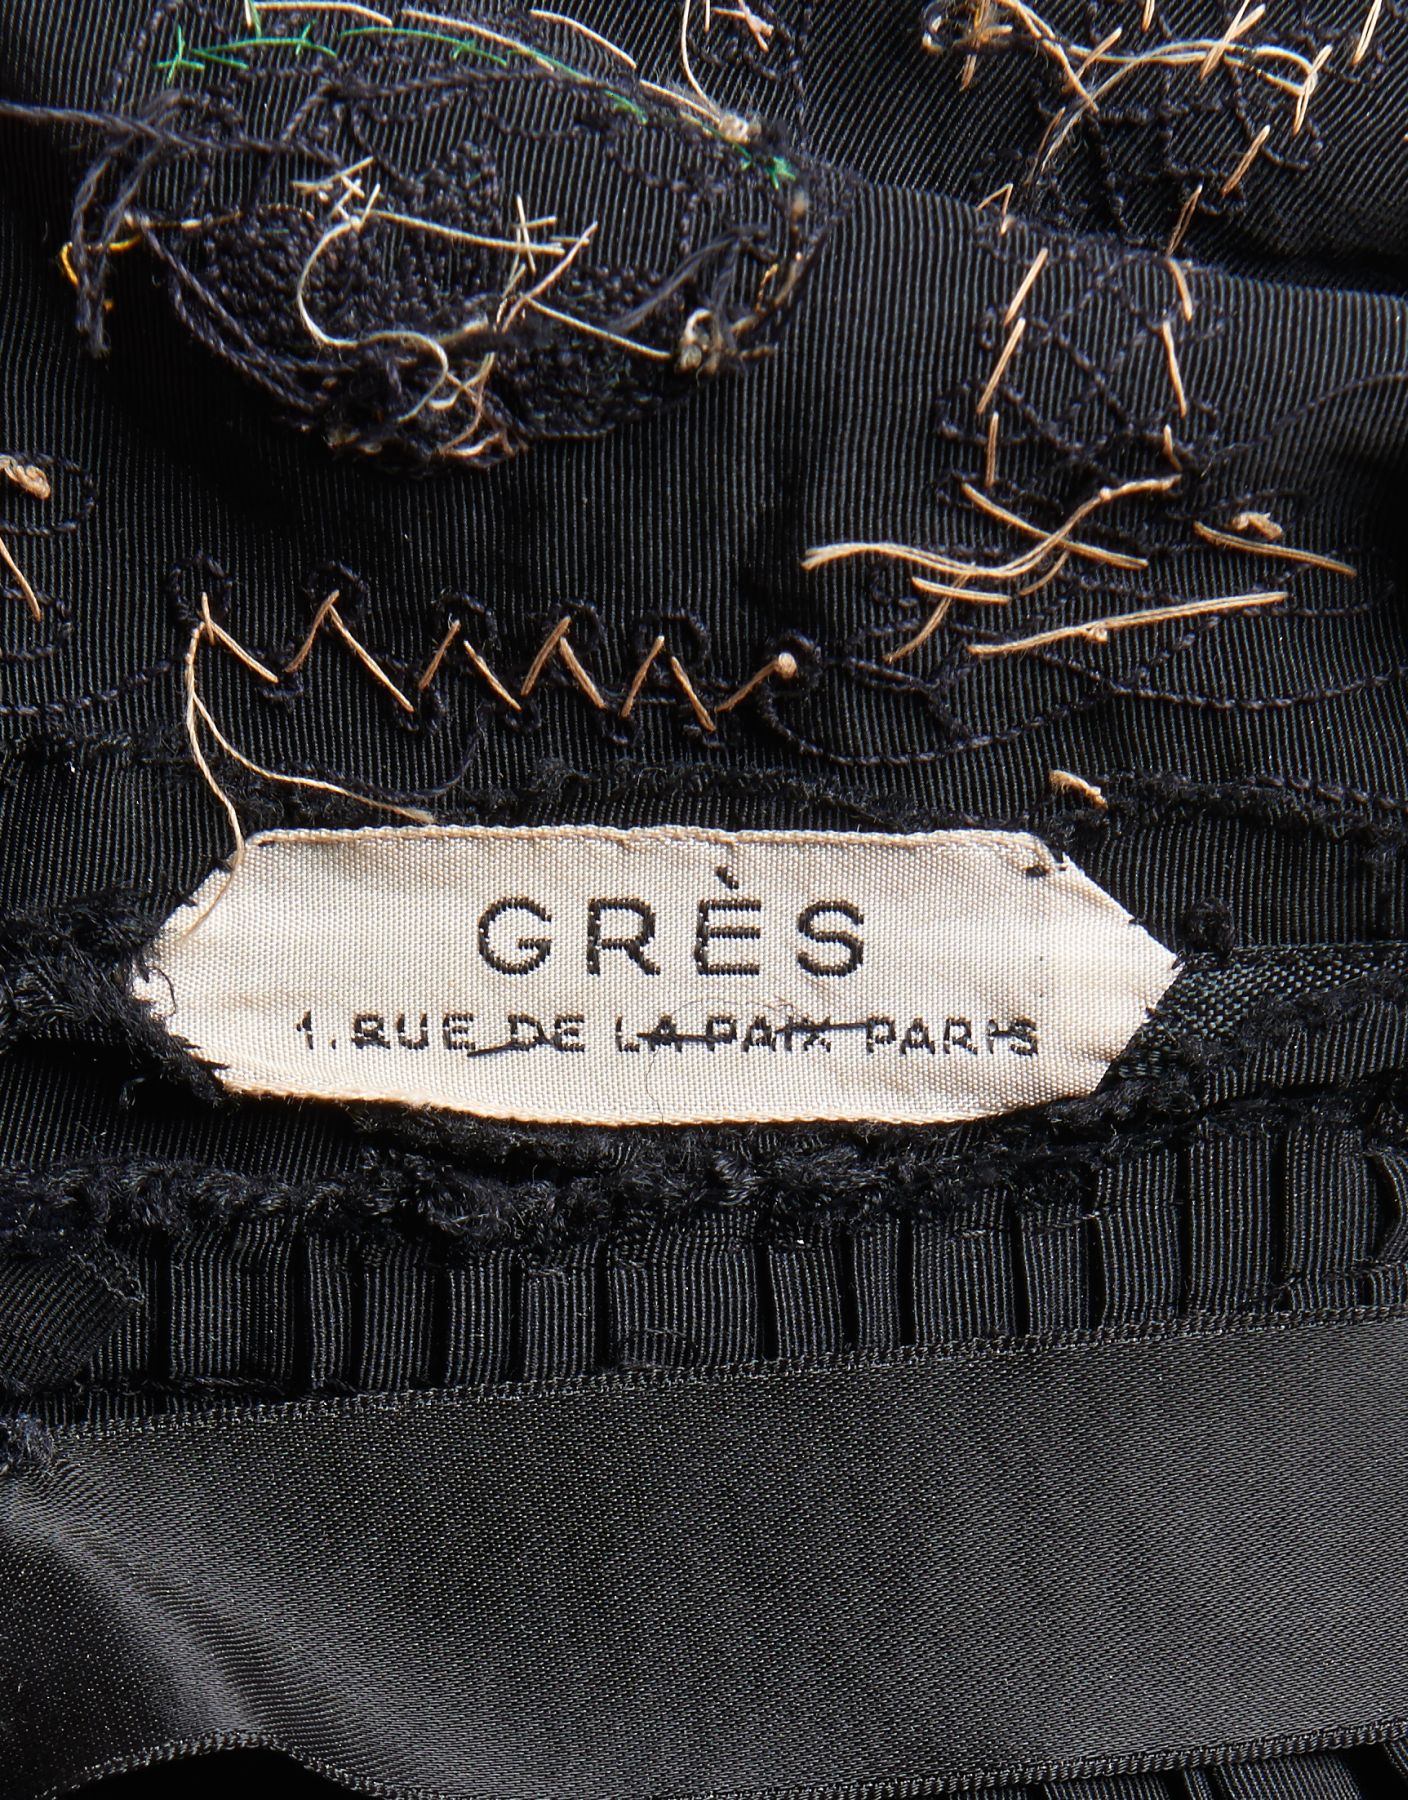 GRÈS
1. RUE DE LA PAIX PARIS